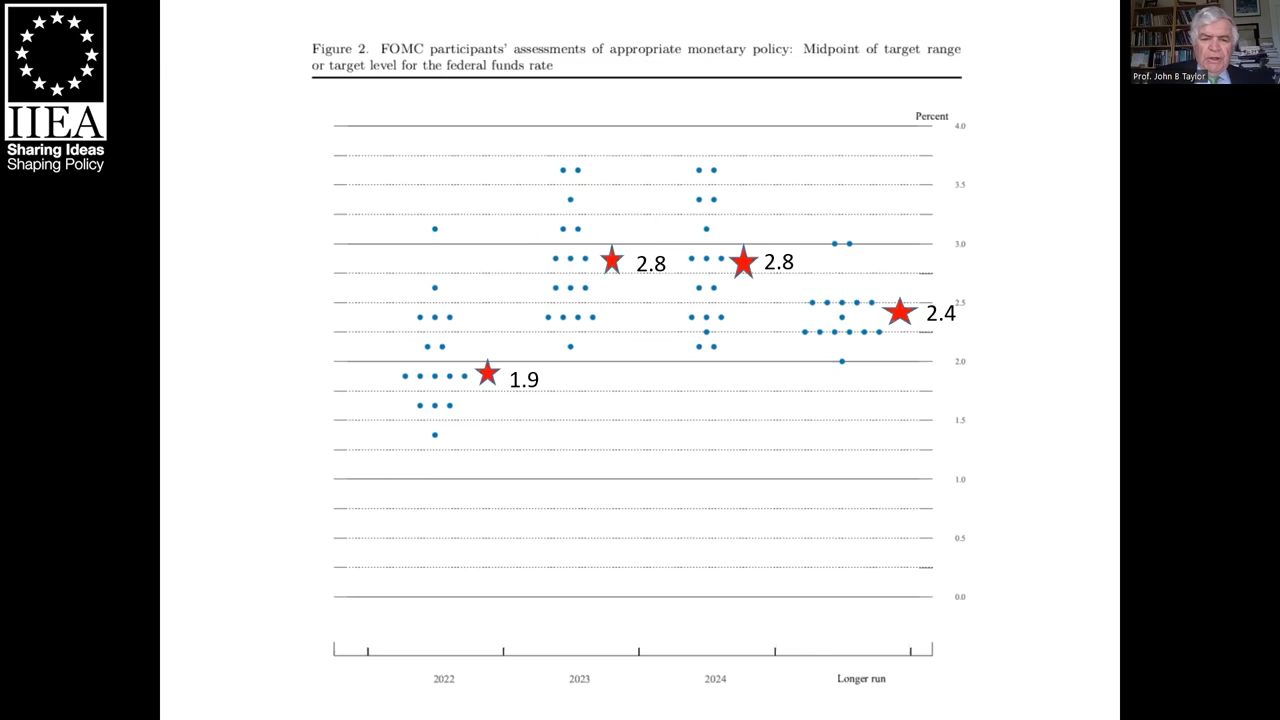 IIEA
Sharing Ideas
Shaping Policy
Figure 2. FOMC participants' assessments of appropriate monetary policy: Midpoint of target range
or target level for the federal funds rate
Prof. John B Taylor
Percent
4.0
3.5
3.0
2.8
2.8
2.5
2.4
2.0
1.9
1.5
1.0
0.5
0.0
2022
2023
2024
Longer run